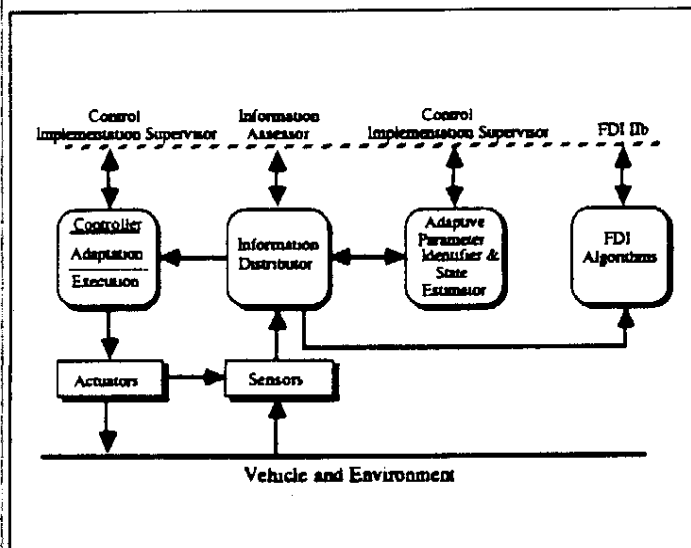 Control
Implementation Supervisor
Information
Assessor
Control
Implementation Supervisor
FDI IIb
Controller
Adaptation
Execution
Information
Distributor
Adaptive
Parameter
Identifier &
State
Estimator
FDI
Algorithms
Actuators
Sensors
Vehicle and Environment